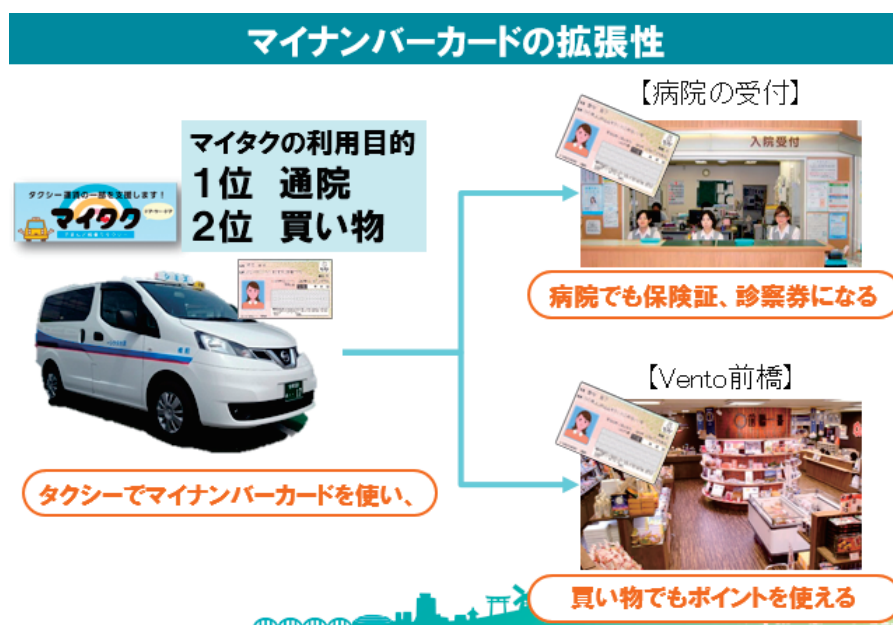 マイナンバーカードの拡張性
タクシー運賃の一部を支援します!
マイタク
マイタクの利用目的
1位 通院
2位 買い物
タクシーでマイナンバーカードを使い、
【病院の受付】
入院受付
病院でも保険証、診察券になる
【Vento前橋】
買い物でもポイントを使える